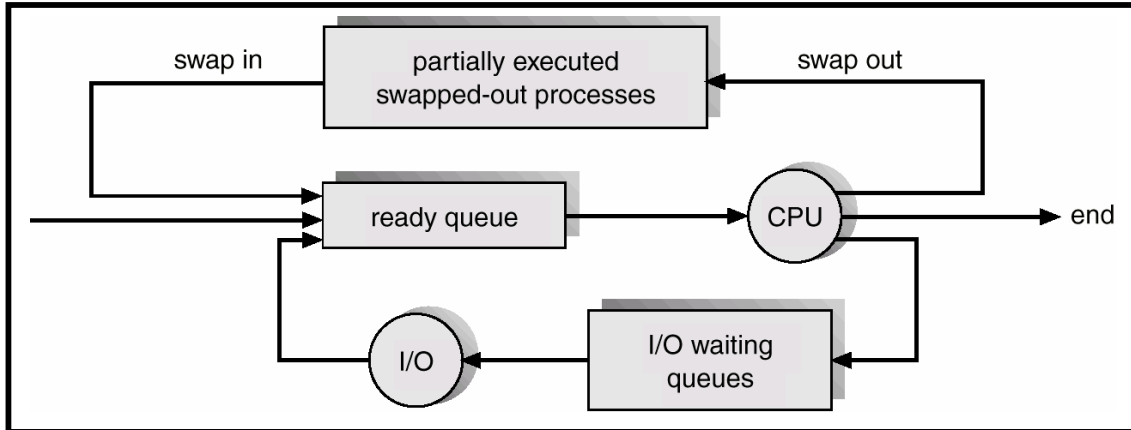 swap in
partially executed
swapped-out processes
swap out
ready queue
CPU
end
I/O
I/O waiting
queues